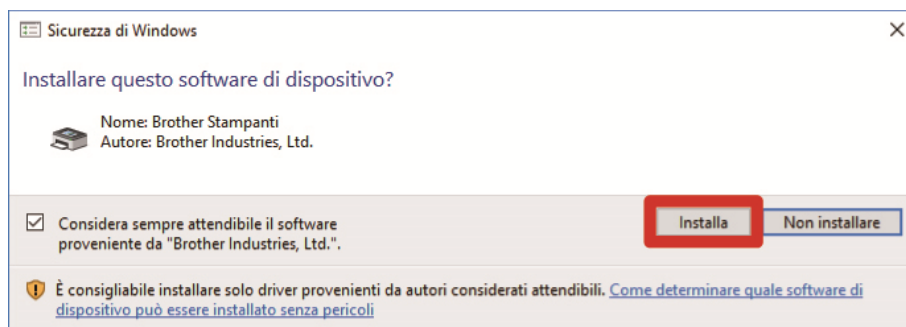 Sicurezza di Windows
Installare questo software di dispositivo?
Nome: Brother Stampanti
Autore: Brother Industries, Ltd.
Considera sempre attendibile il software
proveniente da "Brother Industries, Ltd.".
Installa
Non installare
È consigliabile installare solo driver provenienti da autori considerati attendibili. Come determinare quale software di
dispositivo può essere installato senza pericoli